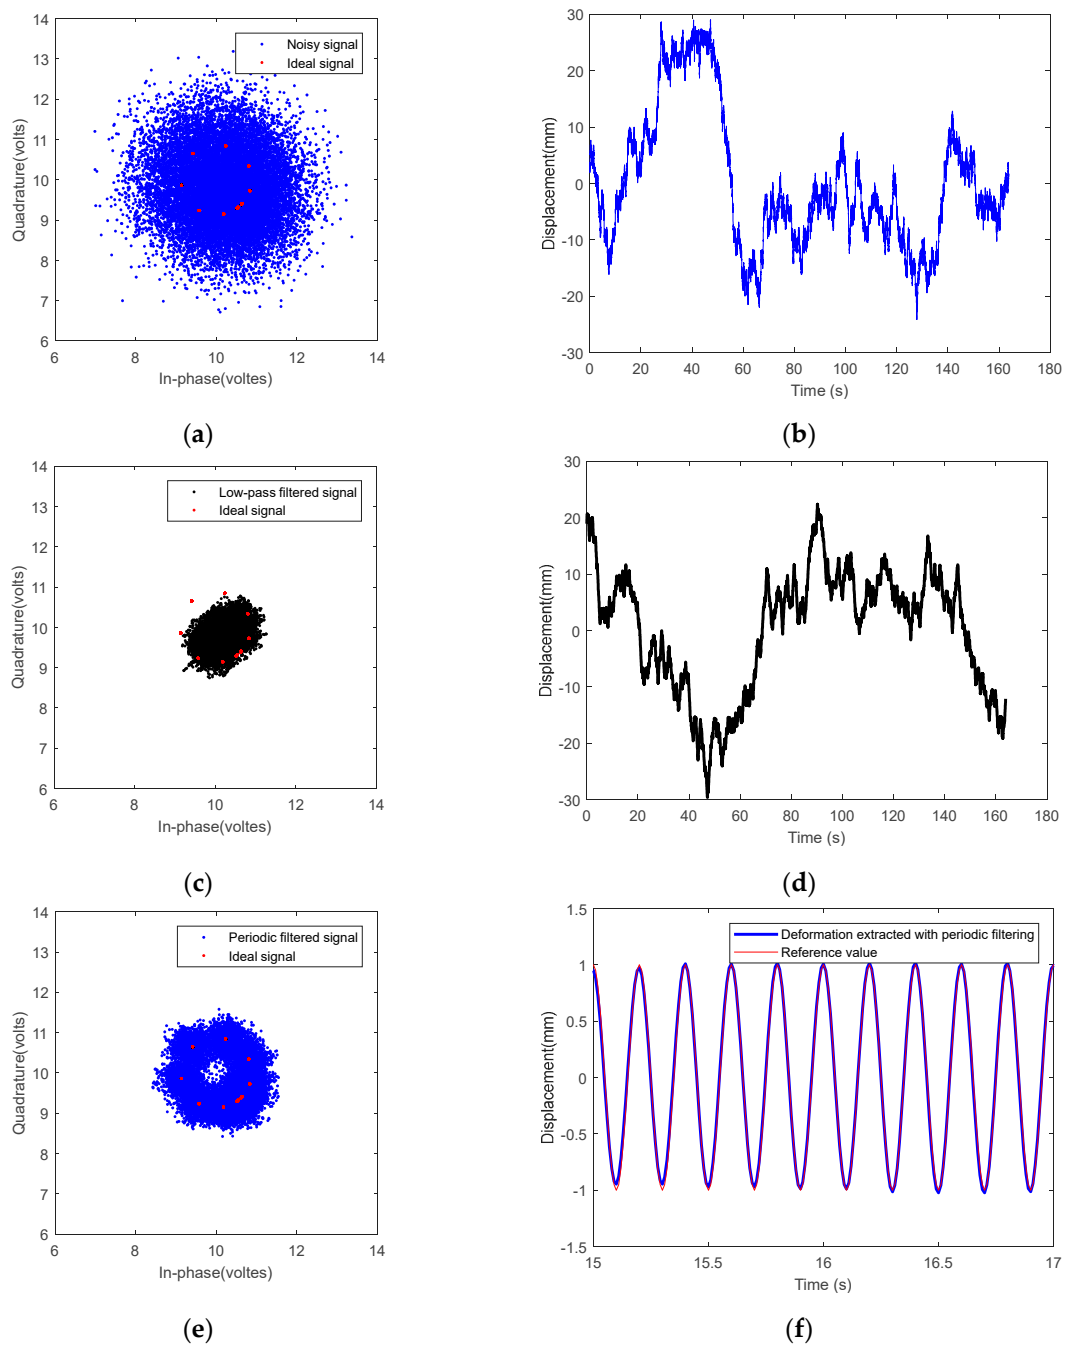 14
13
12
11
10
9
8
7
6
Quadrature(volts)
Noisy signal
Ideal signal
6 8 10 12 14
In-phase(voltes)
(a)
30
20
10
0
-10
-20
-30
Displacement(mm)
0 20 40 60 80 100 120 140 160 180
Time (s)
(b)
14
13
12
11
10
9
8
7
6
Quadrature(volts)
Low-pass filtered signal
Ideal signal
6 8 10 12 14
In-phase(voltes)
(c)
30
20
10
0
-10
-20
-30
Displacement(mm)
0 20 40 60 80 100 120 140 160 180
Time (s)
(d)
14
13
12
11
10
9
8
7
6
Quadrature(volts)
Periodic filtered signal
Ideal signal
6 8 10 12 14
In-phase(voltes)
(e)
1.5
1
0.5
0
-0.5
-1
-1.5
Displacement(mm)
Deformation extracted with periodic filtering
Reference value
15 15.5 16 16.5 17
Time (s)
(f)